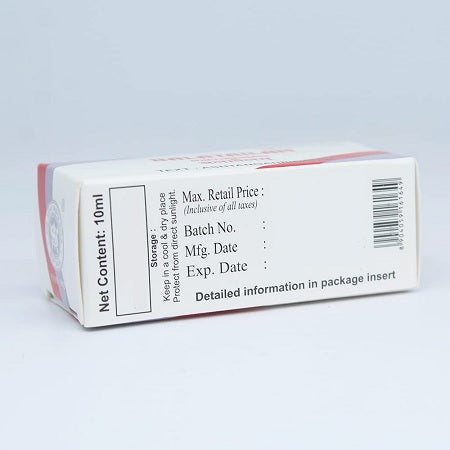 Net Content: 10ml
Storage :
Keep in a cool & dry place
Protect from direct sunlight.
Max. Retail Price :
(Inclusive of all taxes)
Batch No. :
Mfg. Date :
Exp. Date :
Detailed information in package insert